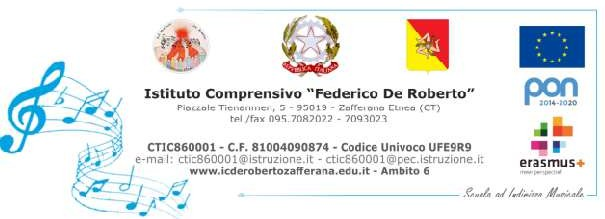 REPVBBLICA ITALIANA
Istituto Comprensivo "Federico De Roberto"
Piazzale 5 - 95019 - Zafferana Etnea (CT)
tel./fax 095.7082022 - 7093023
CTIC860001 - C.F. 81004090874 - Codice Univoco UFE9R9
e-mail: ctic860001@istruzione.it - ctic860001@pec.istruzione.it
www.icderobertozafferana.edu.it - Ambito 6
pon
2014-2020
erasmus+
Scuola ad Indirizzo Musicale